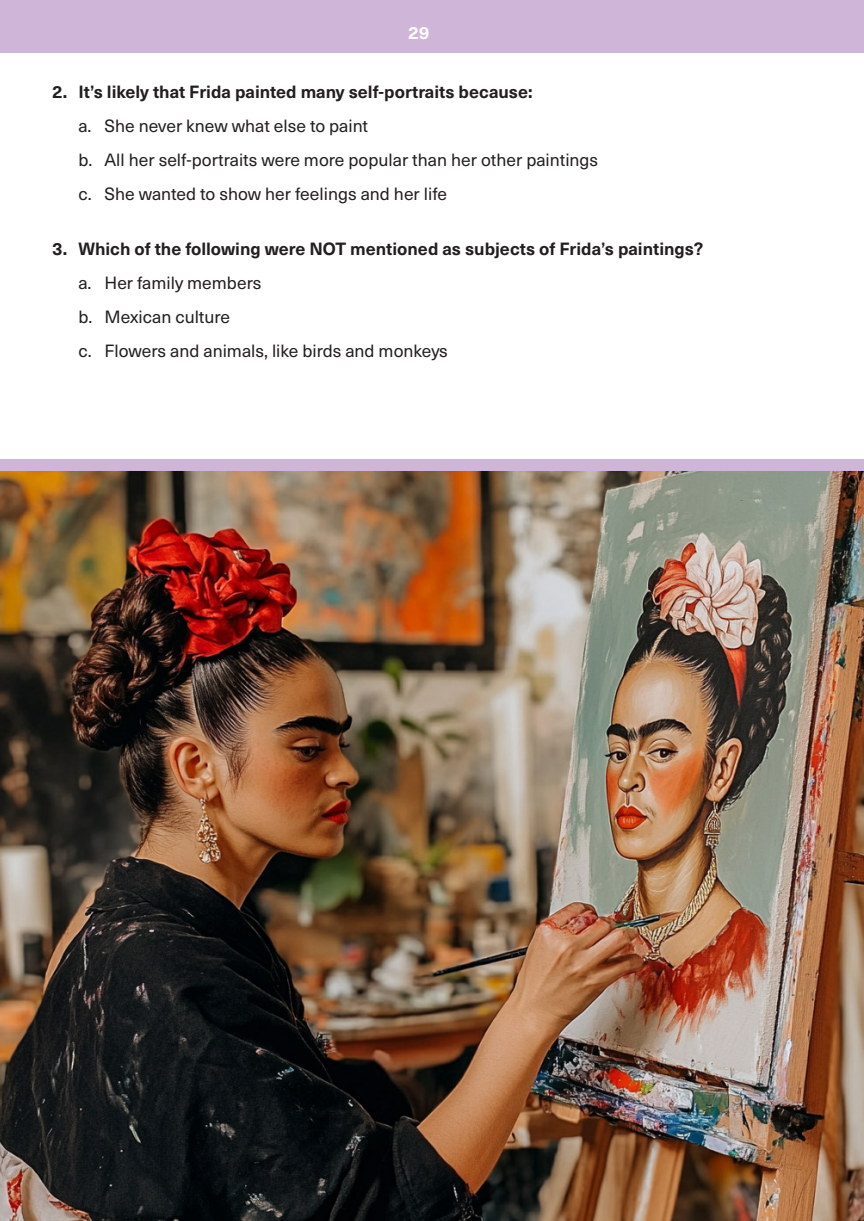 29
2. It’s likely that Frida painted many self-portraits because:
a. She never knew what else to paint
b. All her self-portraits were more popular than her other paintings
c. She wanted to show her feelings and her life
3. Which of the following were NOT mentioned as subjects of Frida’s paintings?
a. Her family members
b. Mexican culture
c. Flowers and animals, like birds and monkeys